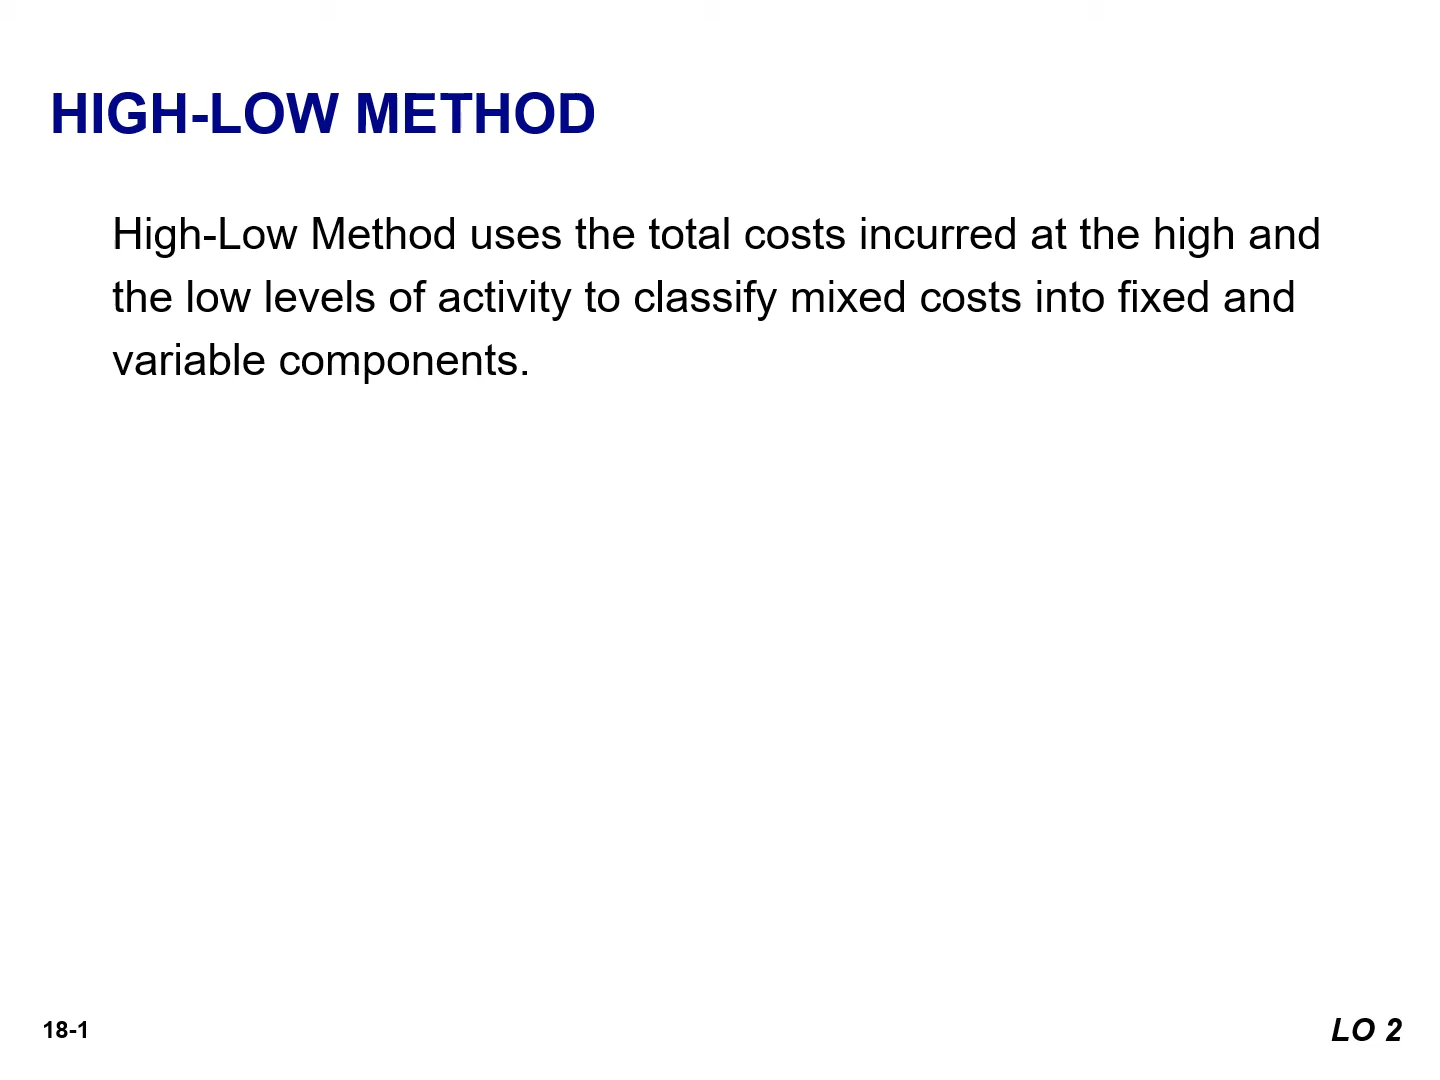 HIGH-LOW METHOD
High-Low Method uses the total costs incurred at the high and
the low levels of activity to classify mixed costs into fixed and
variable components.
18-1
LO 2